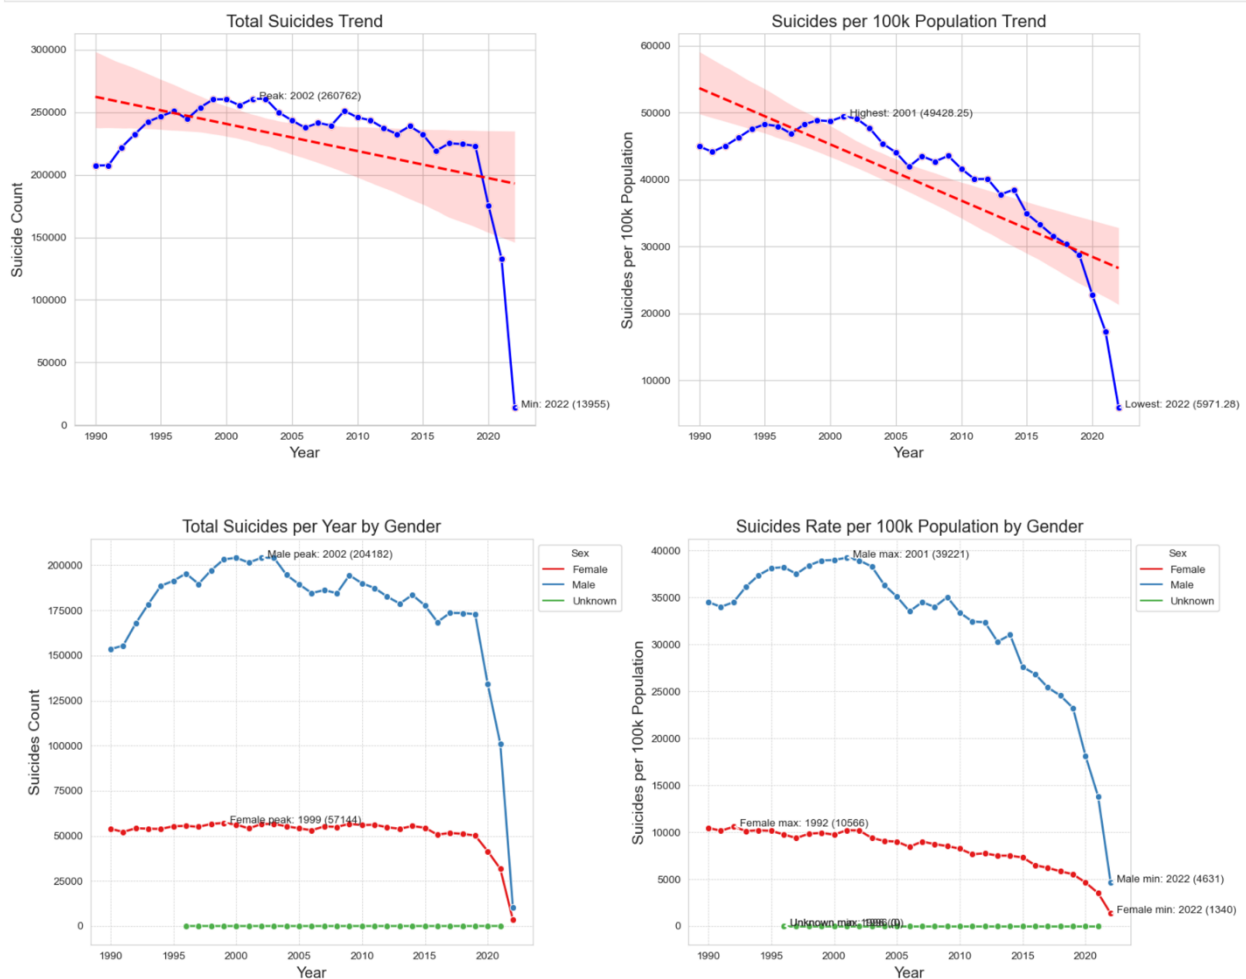 Total Suicides Trend
Suicides per 100k Population Trend
300000
250000
200000
150000
100000
50000
0
Suicide Count
Peak: 2002 (260762)
Min: 2022 (13955)
1990 1995 2000 2005 2010 2015 2020
Year
60000
50000
40000
30000
20000
10000
Suicides per 100k Population
Highest: 2001 (49428.25)
Lowest: 2022 (5971.28)
1990 1995 2000 2005 2010 2015 2020
Year
Total Suicides per Year by Gender
Suicides Rate per 100k Population by Gender
200000
175000
150000
125000
100000
75000
50000
25000
0
Suicides Count
Male peak: 2002 (204182)
Female peak: 1999 (57144)
Sex
Female
Male
Unknown
1990 1995 2000 2005 2010 2015 2020
Year
40000
35000
30000
25000
20000
15000
10000
5000
0
Suicides per 100k Population
Male max: 2001 (39221)
Female max: 1992 (10566)
Male min: 2022 (4631)
Female min: 2022 (1340)
Unknown
Sex
Female
Male
Unknown
1990 1995 2000 2005 2010 2015 2020
Year